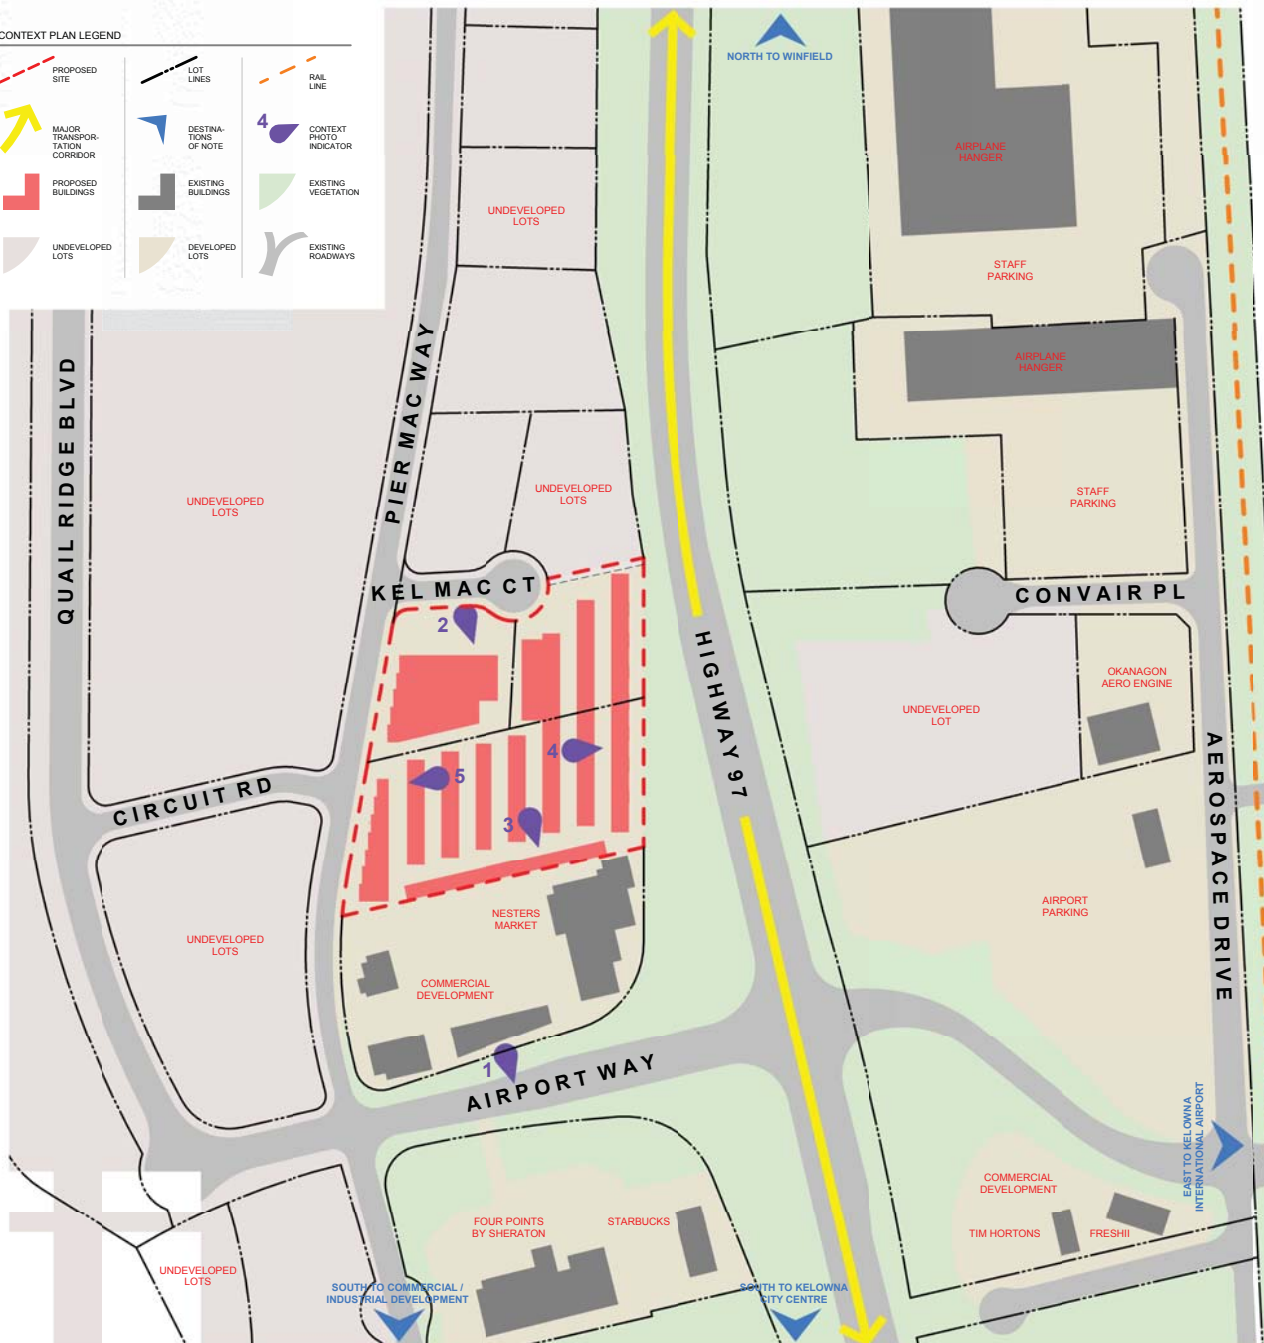 CONTEXT PLAN LEGEND
PROPOSED
SITE
LOT
LINES
RAIL
LINE
MAJOR
TRANSPOR-
TATION
CORRIDOR
DESTINA-
TIONS
OF NOTE
4
CONTEXT
PHOTO
INDICATOR
PROPOSED
BUILDINGS
EXISTING
BUILDINGS
EXISTING
VEGETATION
UNDEVELOPED
LOTS
DEVELOPED
LOTS
EXISTING
ROADWAYS
NORTH TO WINFIELD
AIRPLANE
HANGER
UNDEVELOPED
LOTS
STAFF
PARKING
AIRPLANE
HANGER
QUAIL RIDGE BLVD
PIER MAC WAY
UNDEVELOPED
LOTS
UNDEVELOPED
LOTS
STAFF
PARKING
KEL MAC CT
CONVAIR PL
2
HIGHWAY 97
OKANAGON
AERO ENGINE
UNDEVELOPED
LOT
4
5
3
CIRCUIT RD
AEROSPACE DRIVE
NESTERS
MARKET
AIRPORT
PARKING
UNDEVELOPED
LOTS
COMMERCIAL
DEVELOPMENT
1
AIRPORT WAY
EAST TO KELOWNA
INTERNATIONAL AIRPORT
COMMERCIAL
DEVELOPMENT
FOUR POINTS
BY SHERATON
STARBUCKS
TIM HORTONS
FRESHII
UNDEVELOPED
LOTS
SOUTH TO COMMERCIAL /
INDUSTRIAL DEVELOPMENT
SOUTH TO KELOWNA
CITY CENTRE